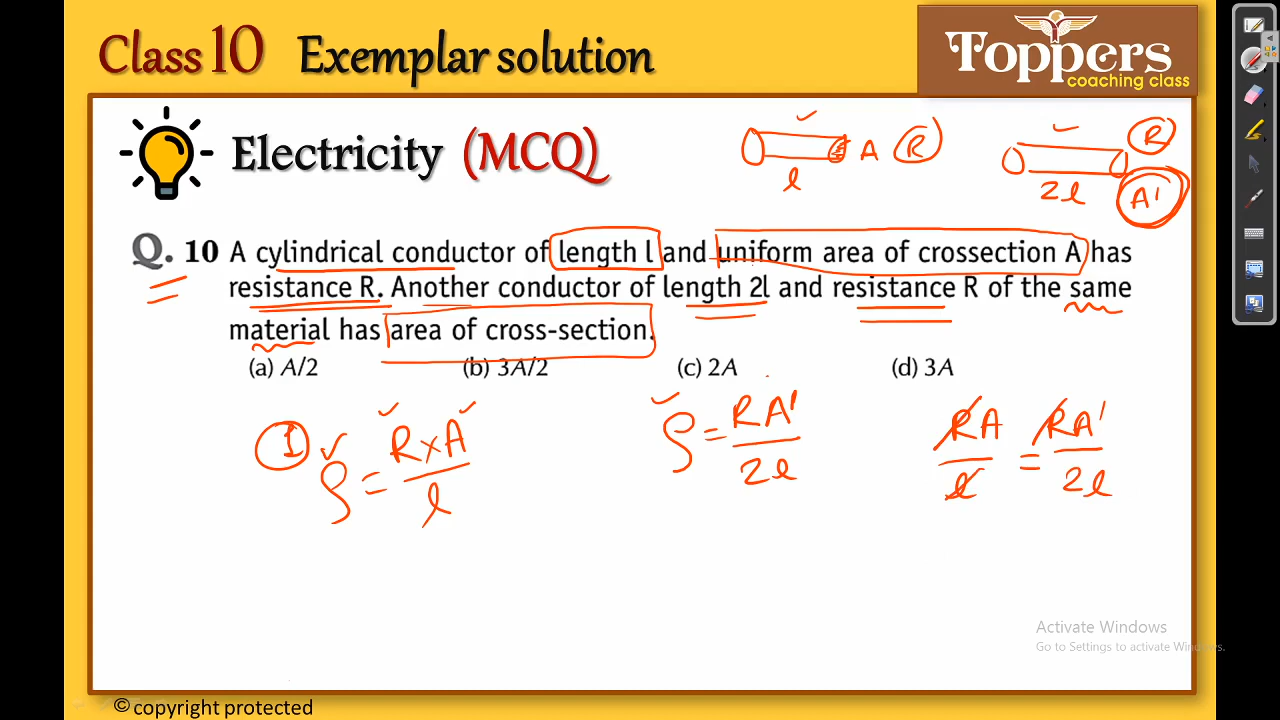 Class 10 Exemplar solution
TOPPERS
coaching class
Electricity (MCQ)
l A R
2l R A'
Q. 10 A cylindrical conductor of length l and uniform area of crossection A has
resistance R. Another conductor of length 2l and resistance R of the same
material has area of cross-section.
(a) A/2 (b) 3A/2 (c) 2A (d) 3A
1 ρ = R×A / l
ρ = RA' / 2l
RA / l = RA' / 2l
Activate Windows
Go to Settings to activate Windows.
© copyright protected